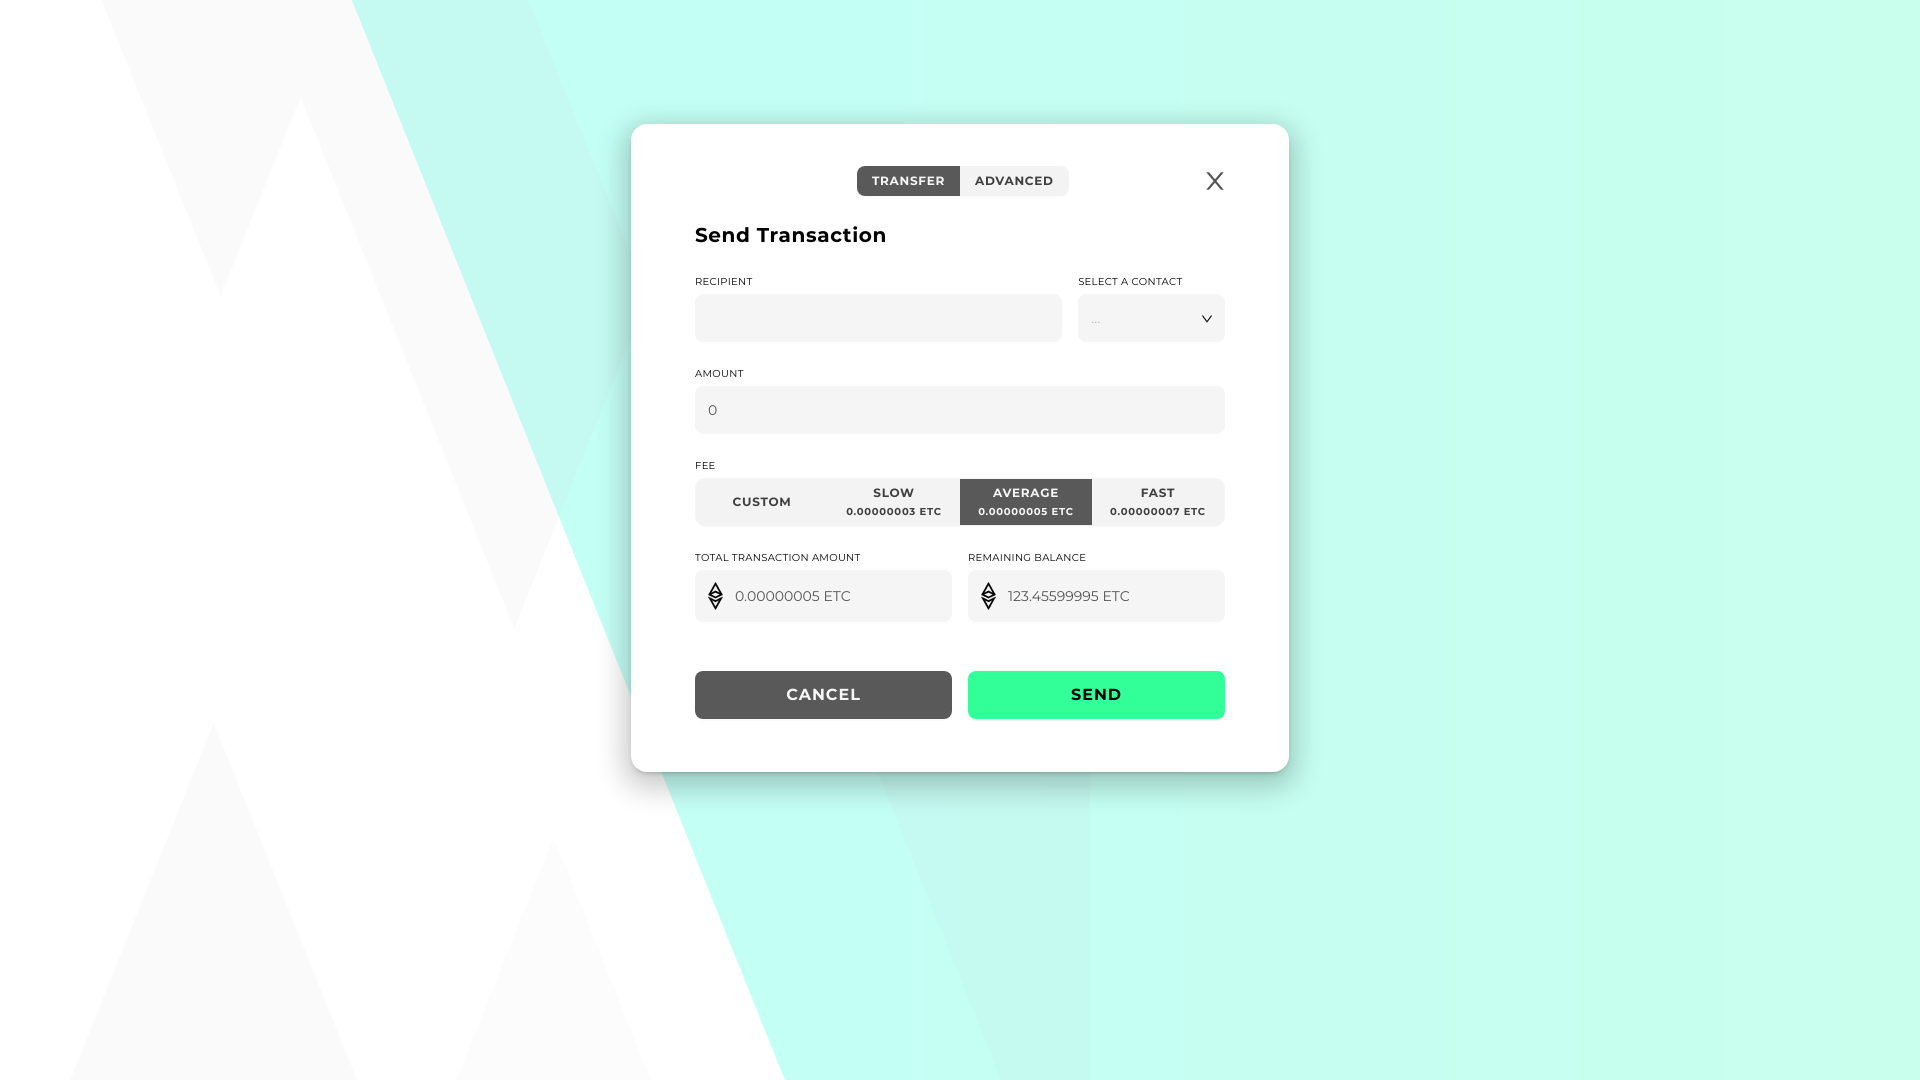 TRANSFER ADVANCED X
Send Transaction
RECIPIENT SELECT A CONTACT
...
AMOUNT
0
FEE
CUSTOM SLOW AVERAGE FAST
0.00000003 ETC 0.00000005 ETC 0.00000007 ETC
TOTAL TRANSACTION AMOUNT REMAINING BALANCE
0.00000005 ETC 123.45599995 ETC
CANCEL SEND